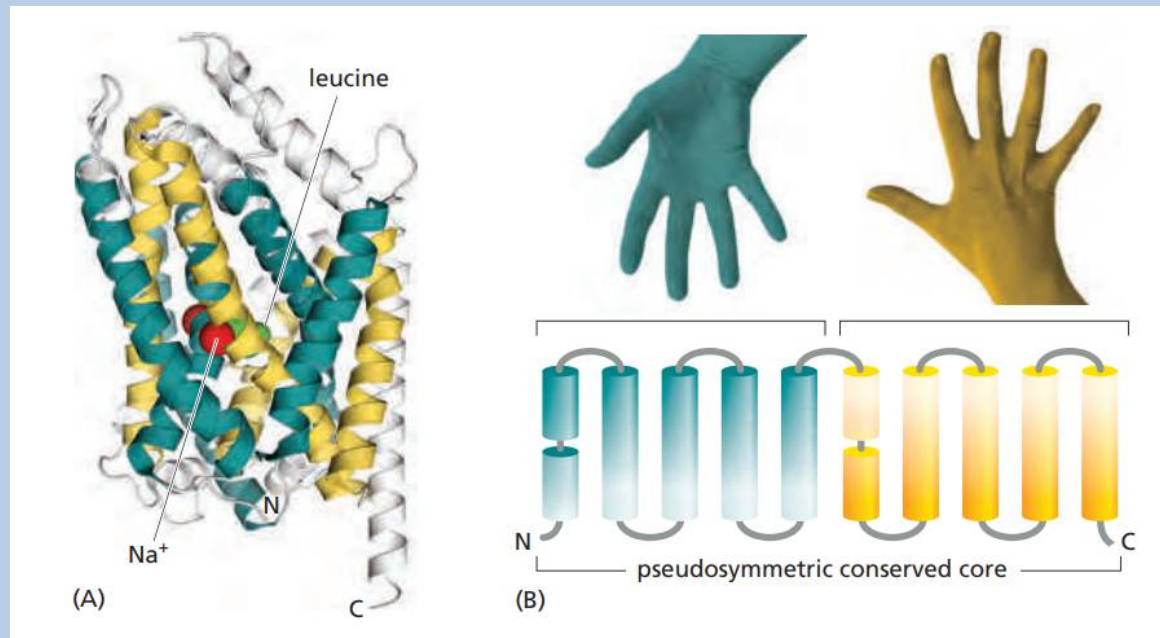 leucine
N
Na+
C
(A)
N
C
pseudosymmetric conserved core
(B)